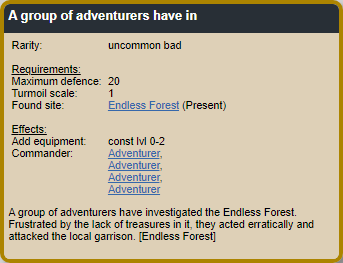 A group of adventurers have in
Rarity: uncommon bad
Requirements:
Maximum defence: 20
Turmoil scale: 1
Found site: Endless Forest (Present)
Effects:
Add equipment: const lvl 0-2
Commander: Adventurer,
Adventurer,
Adventurer,
Adventurer
A group of adventurers have investigated the Endless Forest.
Frustrated by the lack of treasures in it, they acted erratically and
attacked the local garrison. [Endless Forest]